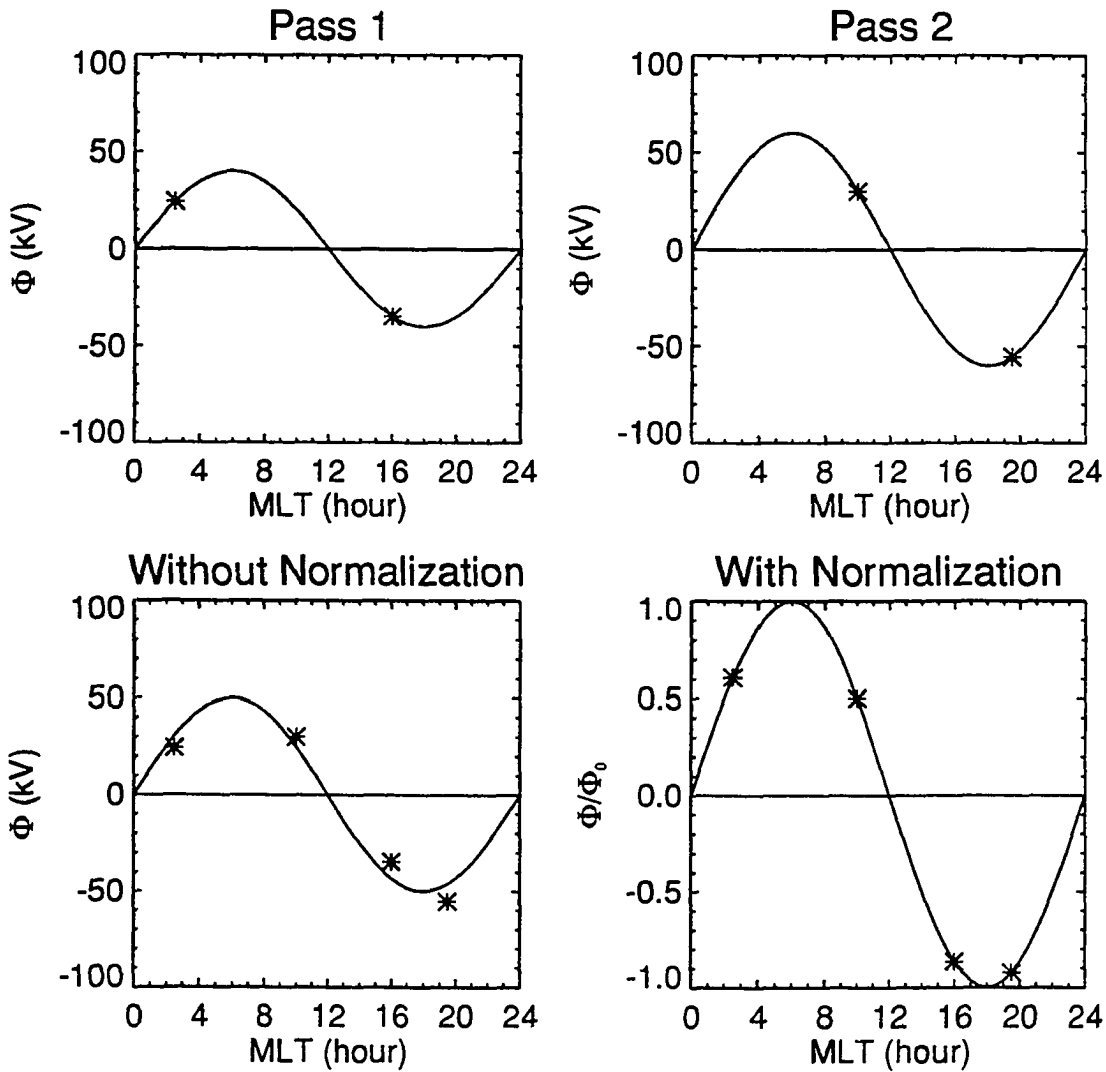 Pass 1
100
50
0
-50
-100
Φ (kV)
0 4 8 12 16 20 24
MLT (hour)
Pass 2
100
50
0
-50
-100
Φ (kV)
0 4 8 12 16 20 24
MLT (hour)
Without Normalization
100
50
0
-50
-100
Φ (kV)
0 4 8 12 16 20 24
MLT (hour)
With Normalization
1.0
0.5
0.0
-0.5
-1.0
Φ/Φ₀
0 4 8 12 16 20 24
MLT (hour)